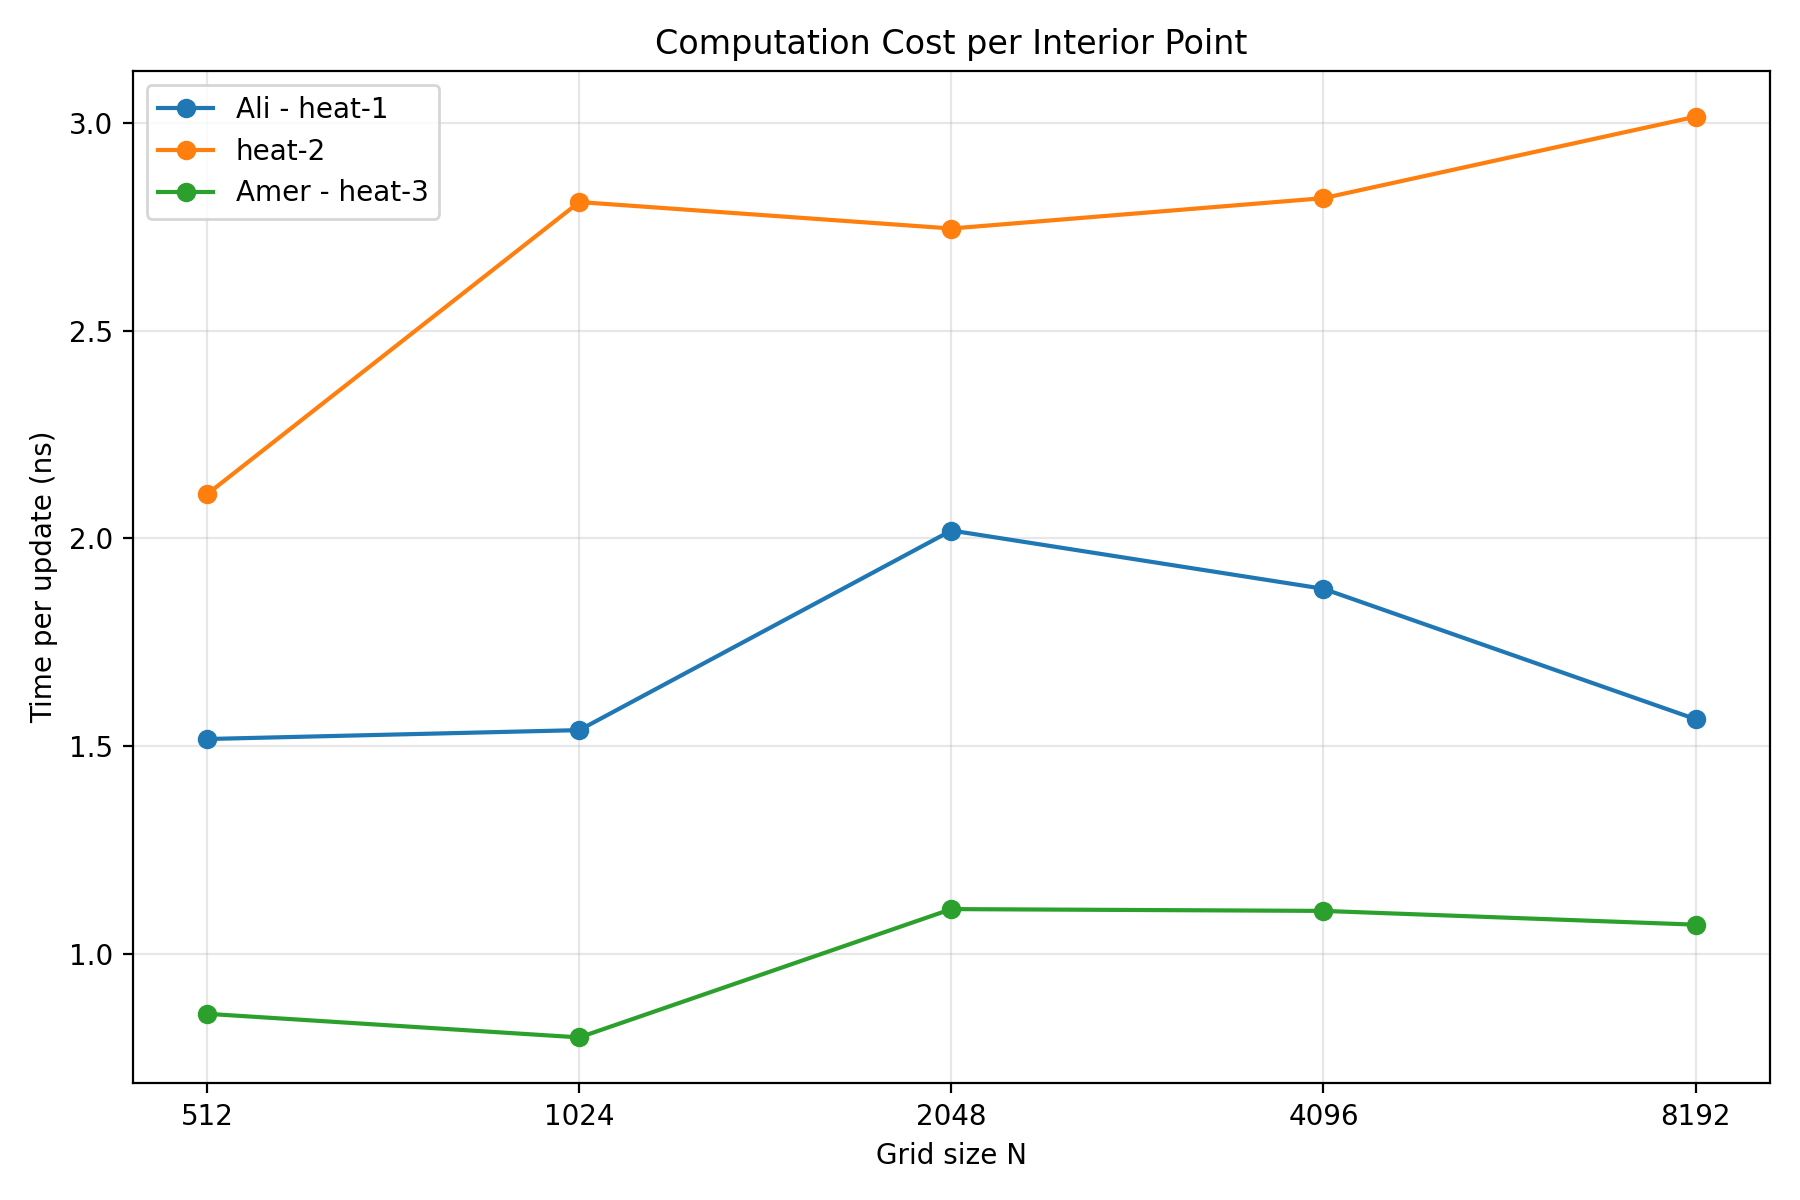 Computation Cost per Interior Point
Ali - heat-1
heat-2
Amer - heat-3
3.0
2.5
2.0
1.5
1.0
Time per update (ns)
512 1024 2048 4096 8192
Grid size N